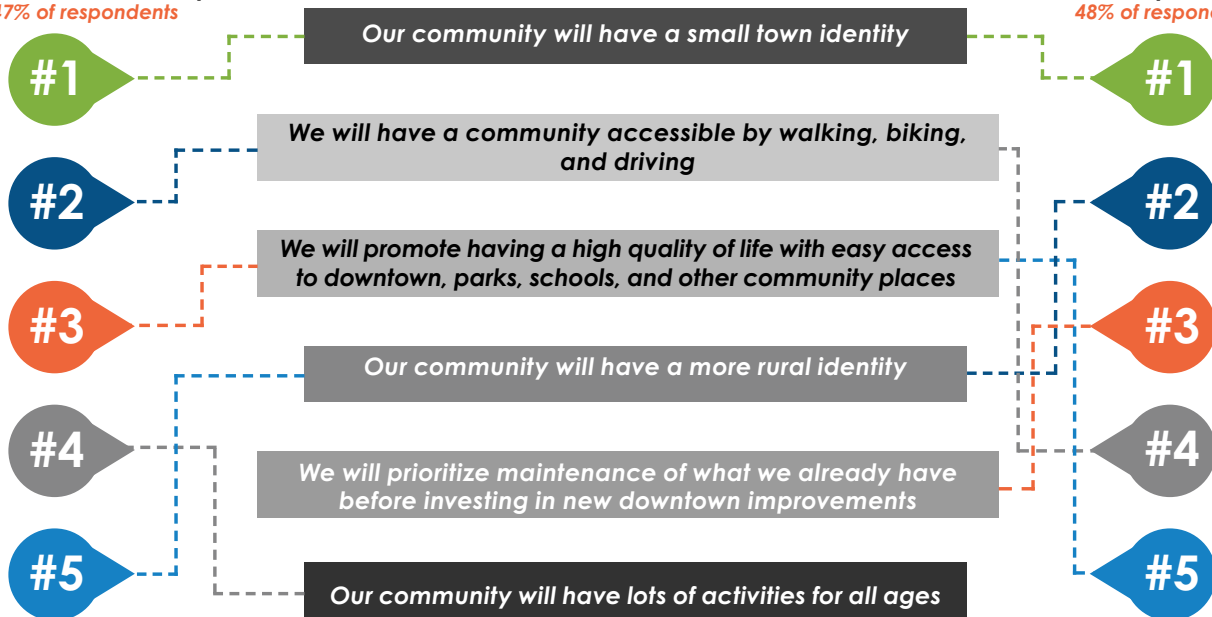 47% of respondents
48% of respon
#1
Our community will have a small town identity
#1
#2
We will have a community accessible by walking, biking,
and driving
#2
#3
We will promote having a high quality of life with easy access
to downtown, parks, schools, and other community places
#3
Our community will have a more rural identity
#4
We will prioritize maintenance of what we already have
before investing in new downtown improvements
#4
#5
Our community will have lots of activities for all ages
#5